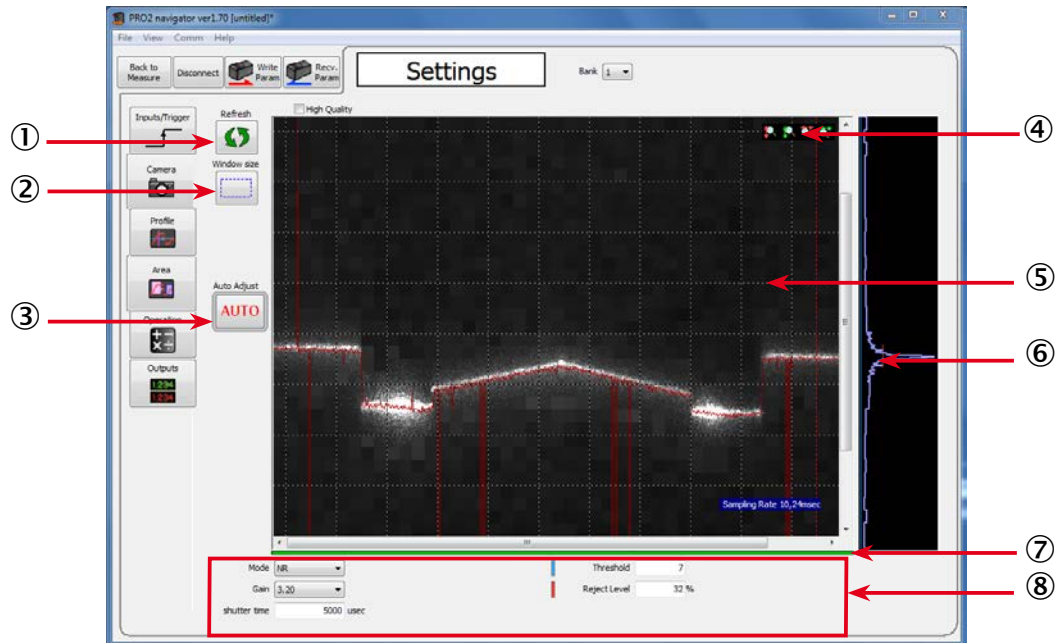 PRO2 navigator ver1.70 [untitled]*
File View Comm Help
Back to
Measure
Disconnect
Write
Param
Recv.
Param
Settings
Bank 1
Inputs/Trigger
Refresh
High Quality
①
④
Window size
Camera
②
Profile
Area
⑤
Auto Adjust
③
AUTO
Operation
⑥
Outputs
1234
1234
Sampling Rate 10,24msec
⑦
Mode NR
Threshold 7
⑧
Gain 3.20
Reject Level 32 %
shutter time 5000 usec